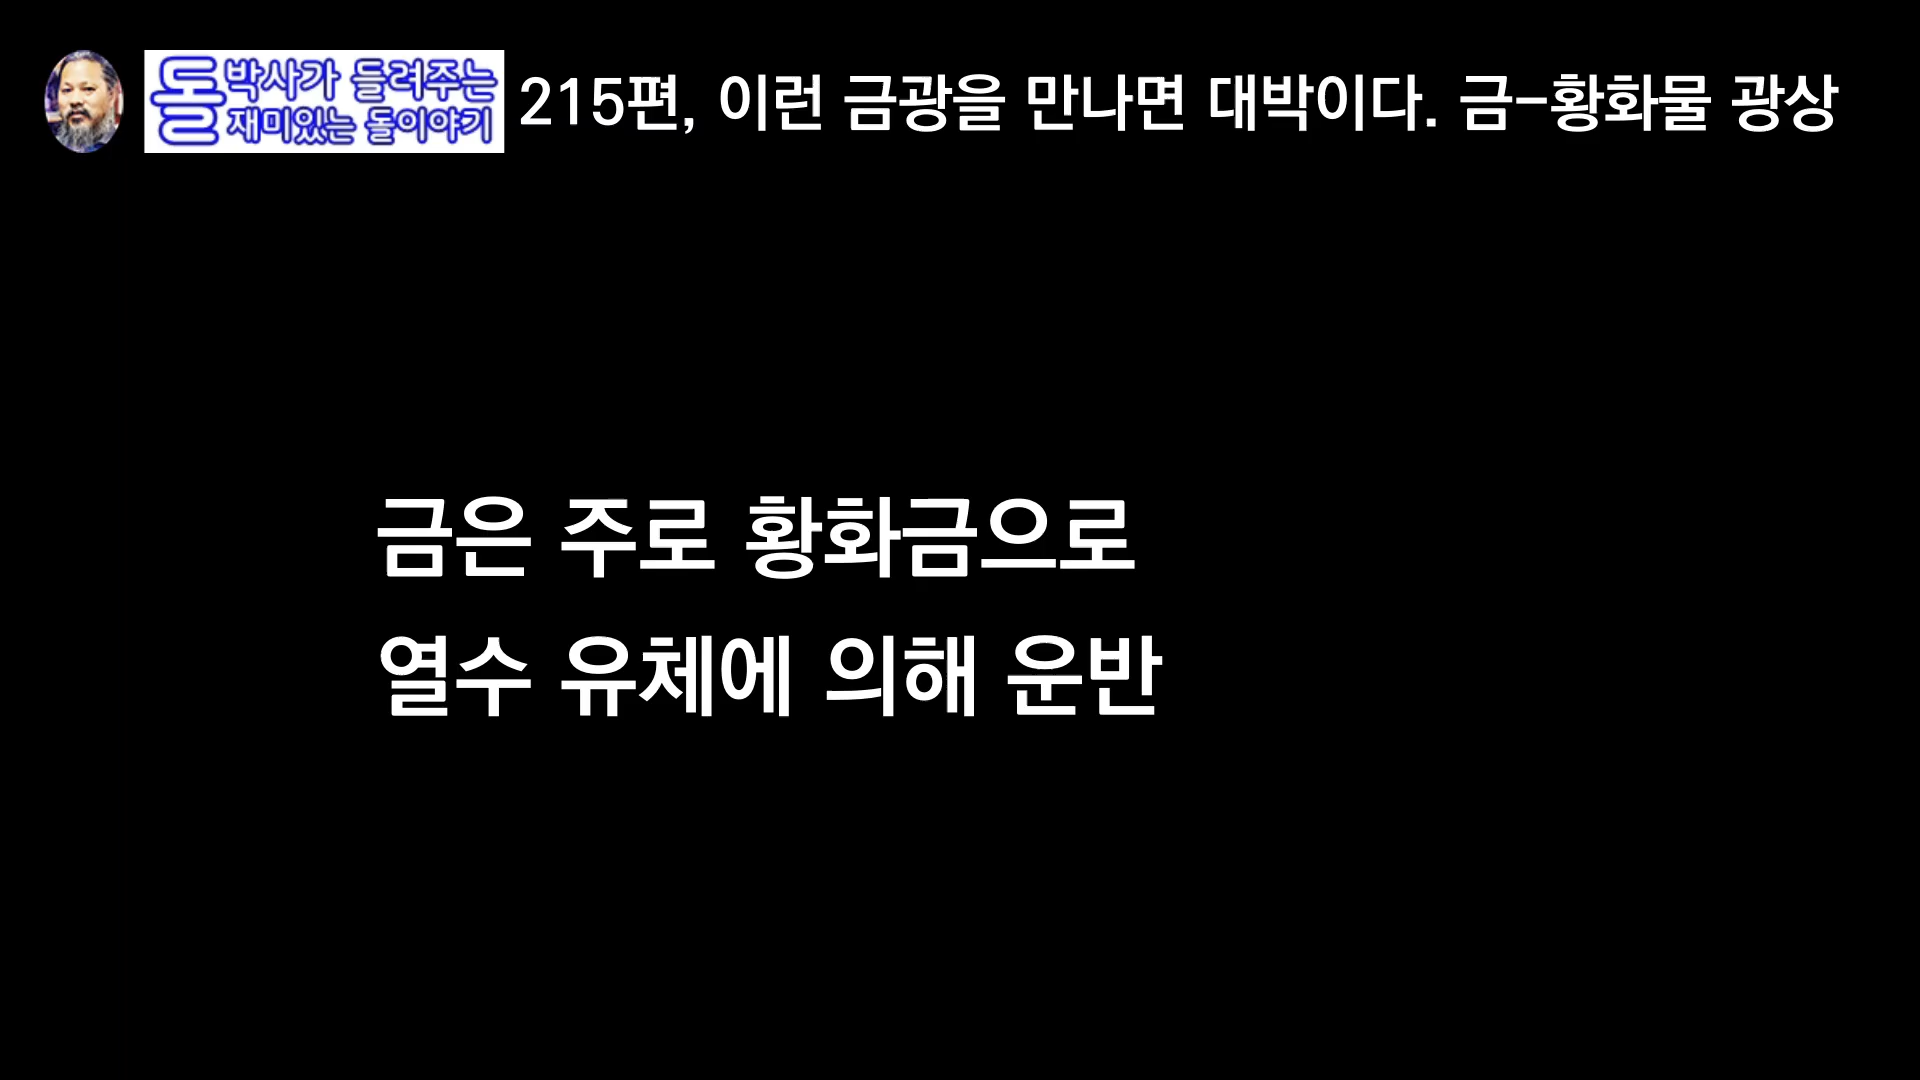 돌박사가 들려주는
재미있는 돌이야기
215편, 이런 금광을 만나면 대박이다. 금-황화물 광상
금은 주로 황화금으로
열수 유체에 의해 운반